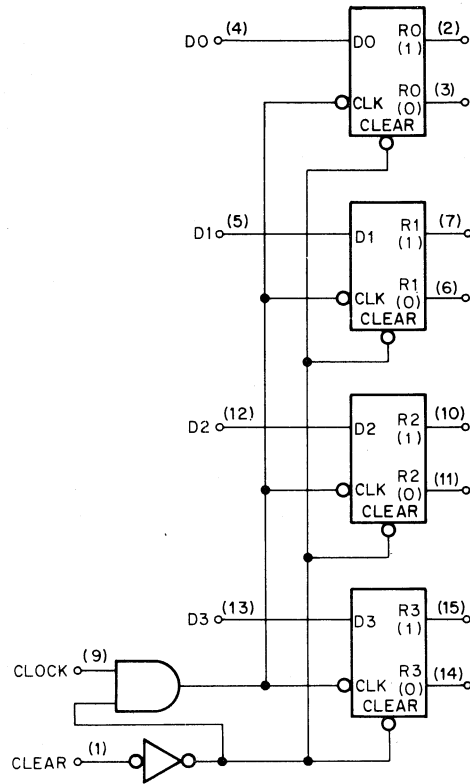 D0 (4) D0 R0 (1) (2)
CLK R0 (0) (3)
CLEAR
D1 (5) D1 R1 (1) (7)
CLK R1 (0) (6)
CLEAR
D2 (12) D2 R2 (1) (10)
CLK R2 (0) (11)
CLEAR
D3 (13) D3 R3 (1) (15)
CLOCK (9)
CLK R3 (0) (14)
CLEAR
CLEAR (1)